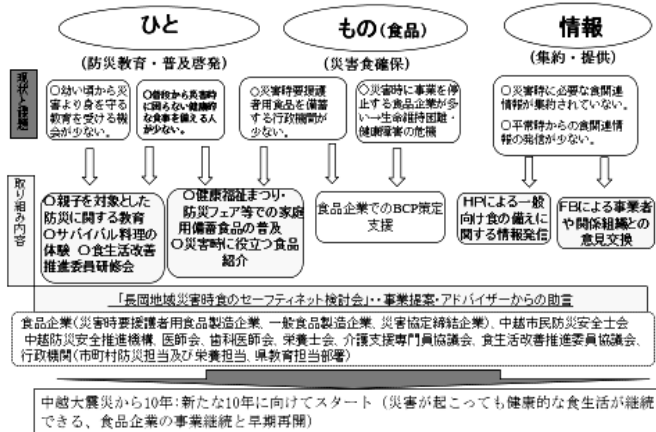 ひと
(防災教育・普及啓発)
もの(食品)
(災害食確保)
情報
(集約・提供)
現状と課題
○幼い頃から災
害より身を守る
教育を受ける機
会が少ない。
○普段から災害時
に困らない健康的
な食事を備える人
が少ない。
○災害時要援護
者用食品を備蓄
する行政機関が
少ない。
○災害時に事業を停
止する食品企業が多
い→生命維持困難・
健康障害の危機
○災害時に必要な食関連
情報が集約されていない。
○平常時からの食関連情
報の発信が少ない。
取り組み内容
○親子を対象とした
防災に関する教育
○サバイバル料理の
体験 ○食生活改善
推進委員研修会
○健康福祉まつり・
防災フェア等での家庭
用備蓄食品の普及
○災害時に役立つ食品
紹介
食品企業でのBCP策定
支援
HPによる一般
向け食の備えに
関する情報発信
FBによる事業者
や関係組織との
意見交換
「長岡地域災害時食のセーフティネット検討会」・・事業提案・アドバイザーからの助言
食品企業(災害時要援護者用食品製造企業、一般食品製造企業、災害協定締結企業)、中越市民防災安全士会
中越防災安全推進機構、医師会、歯科医師会、栄養士会、介護支援専門員協議会、食生活改善推進委員協議会、
行政機関(市町村防災担当及び栄養担当、県教育担当部署)
中越大震災から10年:新たな10年に向けてスタート(災害が起こっても健康的な食生活が継続
できる、食品企業の事業継続と早期再開)